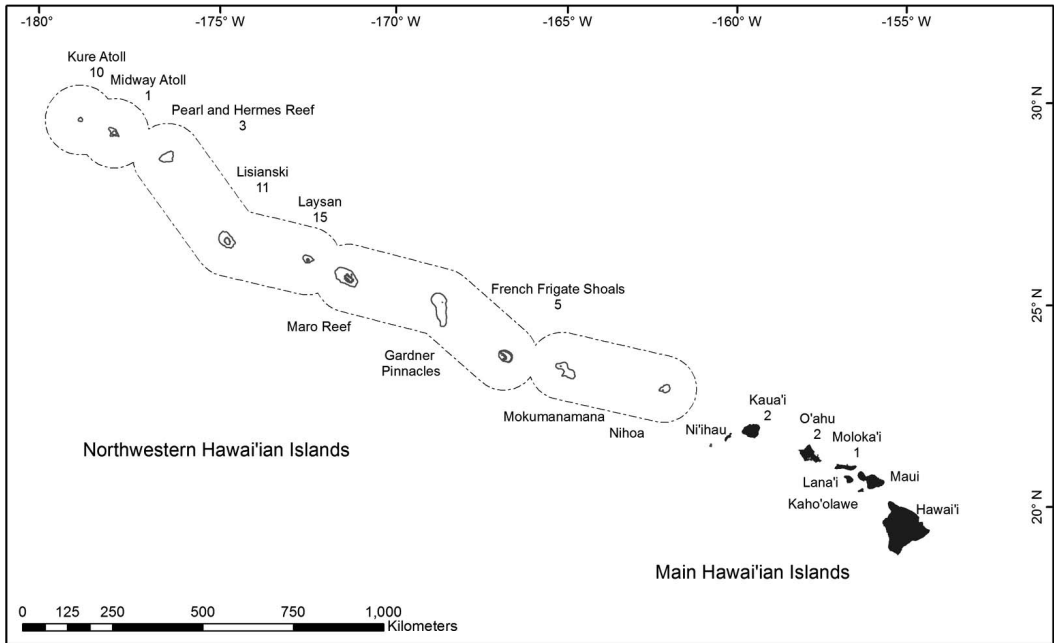 -180°
-175° W
-170° W
-165° W
-160° W
-155° W
Kure Atoll
10
Midway Atoll
1
30° N
Pearl and Hermes Reef
3
Lisianski
11
Laysan
15
French Frigate Shoals
5
25° N
Maro Reef
Gardner
Pinnacles
Mokumanamana
Nihoa
Ni'ihau
Kaua'i
2
O'ahu
2
Moloka'i
1
Lana'i
Maui
Kaho'olawe
Hawai'i
20° N
Northwestern Hawai'ian Islands
Main Hawai'ian Islands
0 125 250 500 750 1,000
Kilometers